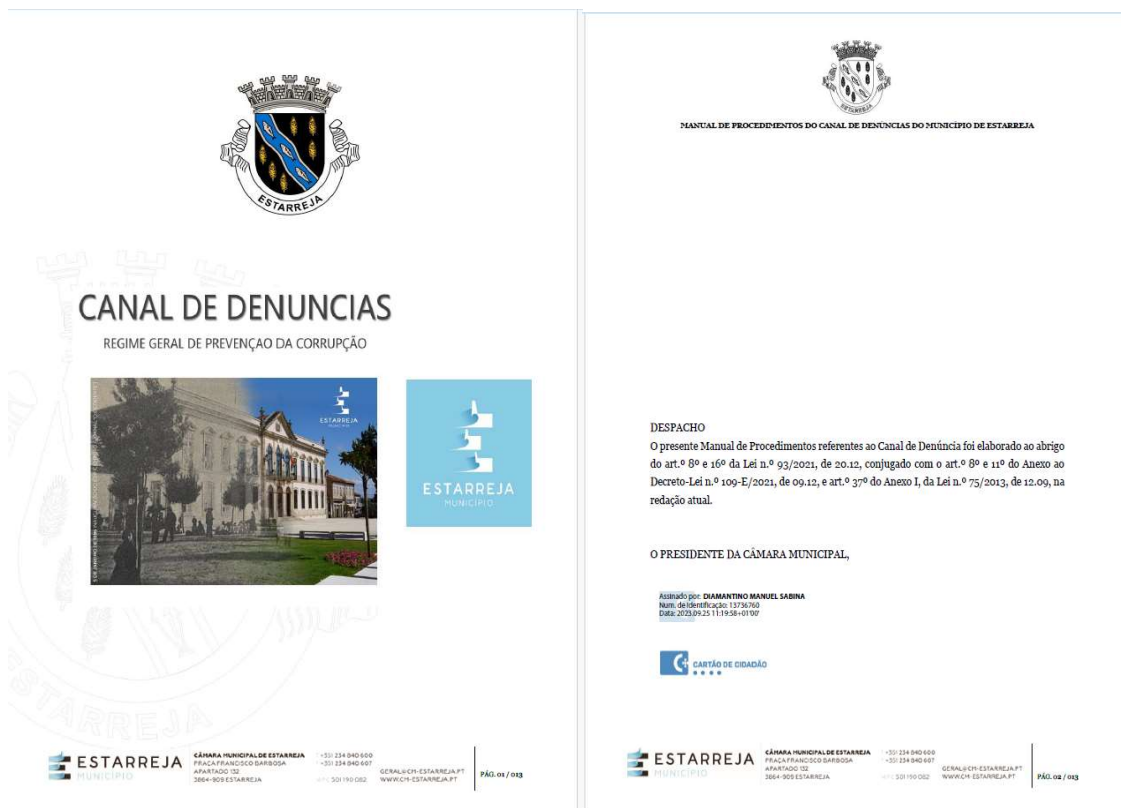 ESTARREJA
CANAL DE DENUNCIAS
REGIME GERAL DE PREVENÇAO DA CORRUPÇÃO
ESTARREJA
MUNICÍPIO
ESTARREJA
MUNICÍPIO
ESTARREJA
ESTARREJA
MUNICÍPIO
CÂMARA MUNICIPAL DE ESTARREJA
PRAÇA FRANCISCO BARBOSA
APARTADO 132
3864-909 ESTARREJA
+351 234 840 600
+351 234 840 607
501 190 082
GERAL@CM-ESTARREJA.PT
WWW.CM-ESTARREJA.PT
PÁG. 01 / 013
ESTARREJA
MANUAL DE PROCEDIMENTOS DO CANAL DE DENÚNCIAS DO MUNICÍPIO DE ESTARREJA
DESPACHO
O presente Manual de Procedimentos referentes ao Canal de Denúncia foi elaborado ao abrigo
do art.º 8º e 16º da Lei n.º 93/2021, de 20.12, conjugado com o art.º 8º e 11º do Anexo ao
Decreto-Lei n.º 109-E/2021, de 09.12, e art.º 37º do Anexo I, da Lei n.º 75/2013, de 12.09, na
redação atual.
O PRESIDENTE DA CÂMARA MUNICIPAL,
Assinado por: DIAMANTINO MANUEL SABINA
Num. de Identificação: 13736760
Data: 2023.09.25 11:19:58+01'00'
CARTÃO DE CIDADÃO
ESTARREJA
MUNICÍPIO
CÂMARA MUNICIPAL DE ESTARREJA
PRAÇA FRANCISCO BARBOSA
APARTADO 132
3864-909 ESTARREJA
+351 234 840 600
+351 234 840 607
501 190 082
GERAL@CM-ESTARREJA.PT
WWW.CM-ESTARREJA.PT
PÁG. 02 / 013